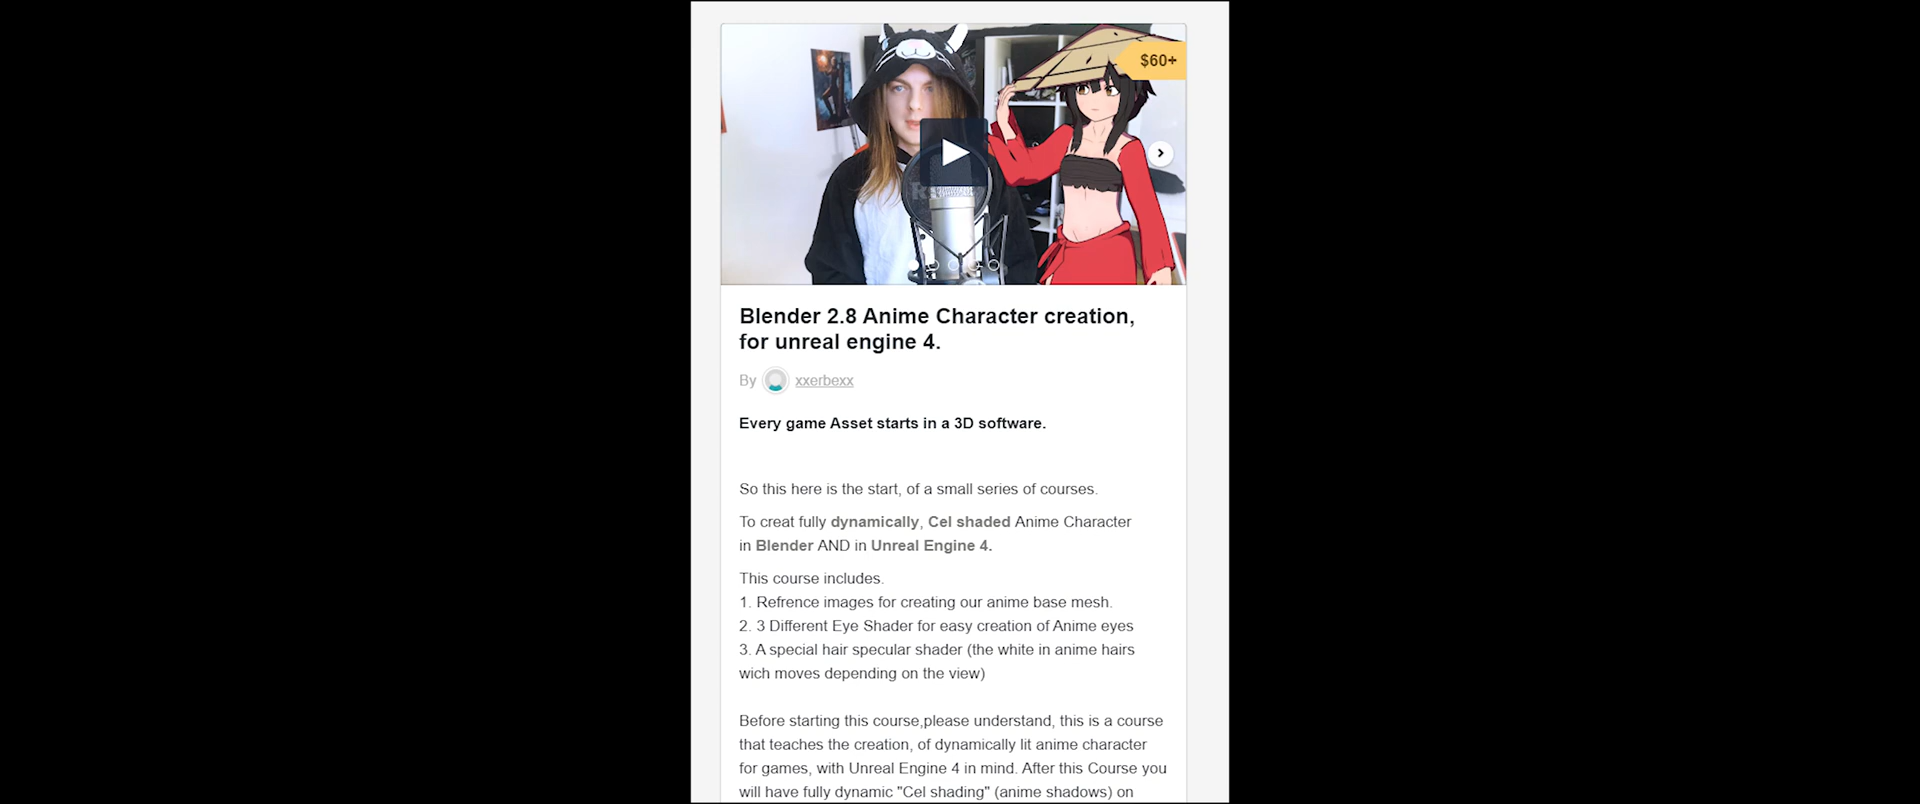 $60+
Blender 2.8 Anime Character creation,
for unreal engine 4.
By xxerbexx
Every game Asset starts in a 3D software.
So this here is the start, of a small series of courses.
To creat fully dynamically, Cel shaded Anime Character
in Blender AND in Unreal Engine 4.
This course includes.
1. Refrence images for creating our anime base mesh.
2. 3 Different Eye Shader for easy creation of Anime eyes
3. A special hair specular shader (the white in anime hairs
wich moves depending on the view)
Before starting this course,please understand, this is a course
that teaches the creation, of dynamically lit anime character
for games, with Unreal Engine 4 in mind. After this Course you
will have fully dynamic "Cel shading" (anime shadows) on